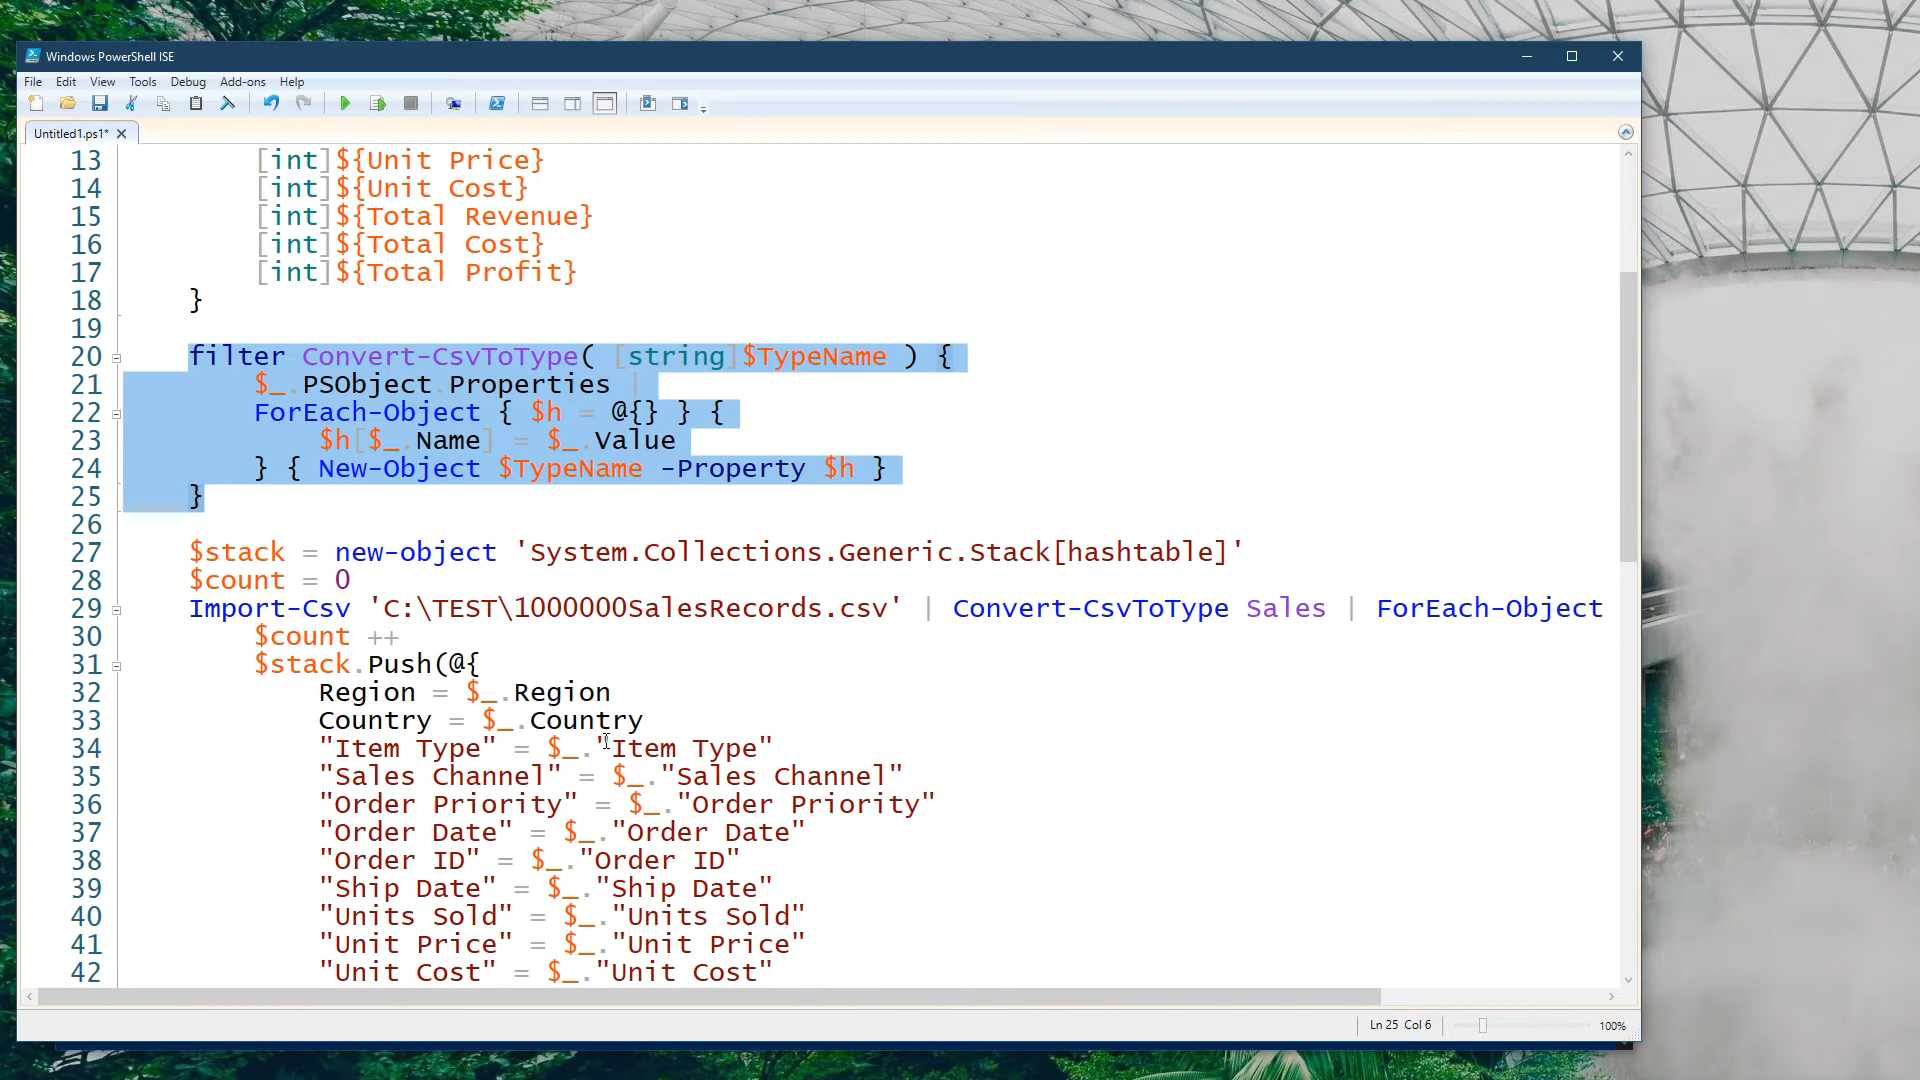 Windows PowerShell ISE
File Edit View Tools Debug Add-ons Help
Untitled1.ps1*
13 [int]${Unit Price}
14 [int]${Unit Cost}
15 [int]${Total Revenue}
16 [int]${Total Cost}
17 [int]${Total Profit}
18 }
19
20 filter Convert-CsvToType( [string]$TypeName ) {
21 $_.PSObject.Properties |
22 ForEach-Object { $h = @{} } {
23 $h[$_.Name] = $_.Value
24 } { New-Object $TypeName -Property $h }
25 }
26
27 $stack = new-object 'System.Collections.Generic.Stack[hashtable]'
28 $count = 0
29 Import-Csv 'C:\TEST\1000000SalesRecords.csv' | Convert-CsvToType Sales | ForEach-Object
30 $count ++
31 $stack.Push(@{
32 Region = $_.Region
33 Country = $_.Country
34 "Item Type" = $_."Item Type"
35 "Sales Channel" = $_."Sales Channel"
36 "Order Priority" = $_."Order Priority"
37 "Order Date" = $_."Order Date"
38 "Order ID" = $_."Order ID"
39 "Ship Date" = $_."Ship Date"
40 "Units Sold" = $_."Units Sold"
41 "Unit Price" = $_."Unit Price"
42 "Unit Cost" = $_."Unit Cost"
Ln 25 Col 6 100%